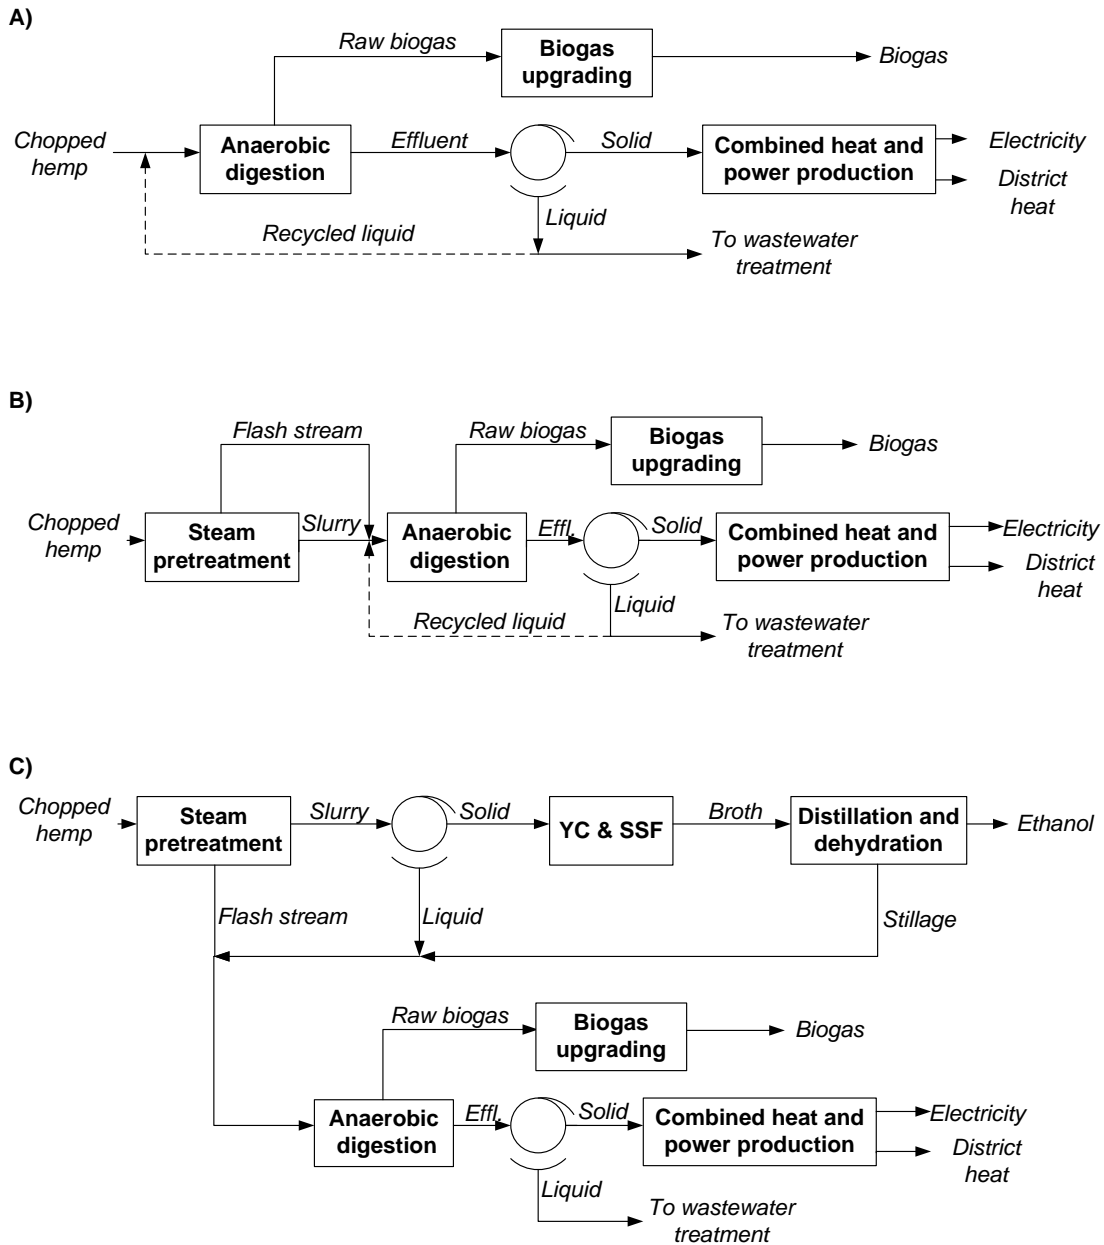 A)
Raw biogas
Biogas
upgrading
Biogas
Chopped
hemp
Anaerobic
digestion
Effluent
Solid
Combined heat and
power production
Electricity
District
heat
Liquid
Recycled liquid
To wastewater
treatment
B)
Flash stream
Raw biogas
Biogas
upgrading
Biogas
Chopped
hemp
Steam
pretreatment
Slurry
Anaerobic
digestion
Effl.
Solid
Combined heat and
power production
Electricity
District
heat
Liquid
Recycled liquid
To wastewater
treatment
C)
Chopped
hemp
Steam
pretreatment
Slurry
Solid
YC & SSF
Broth
Distillation and
dehydration
Ethanol
Flash stream
Liquid
Stillage
Raw biogas
Biogas
upgrading
Biogas
Anaerobic
digestion
Effl.
Solid
Combined heat and
power production
Electricity
District
heat
Liquid
To wastewater
treatment